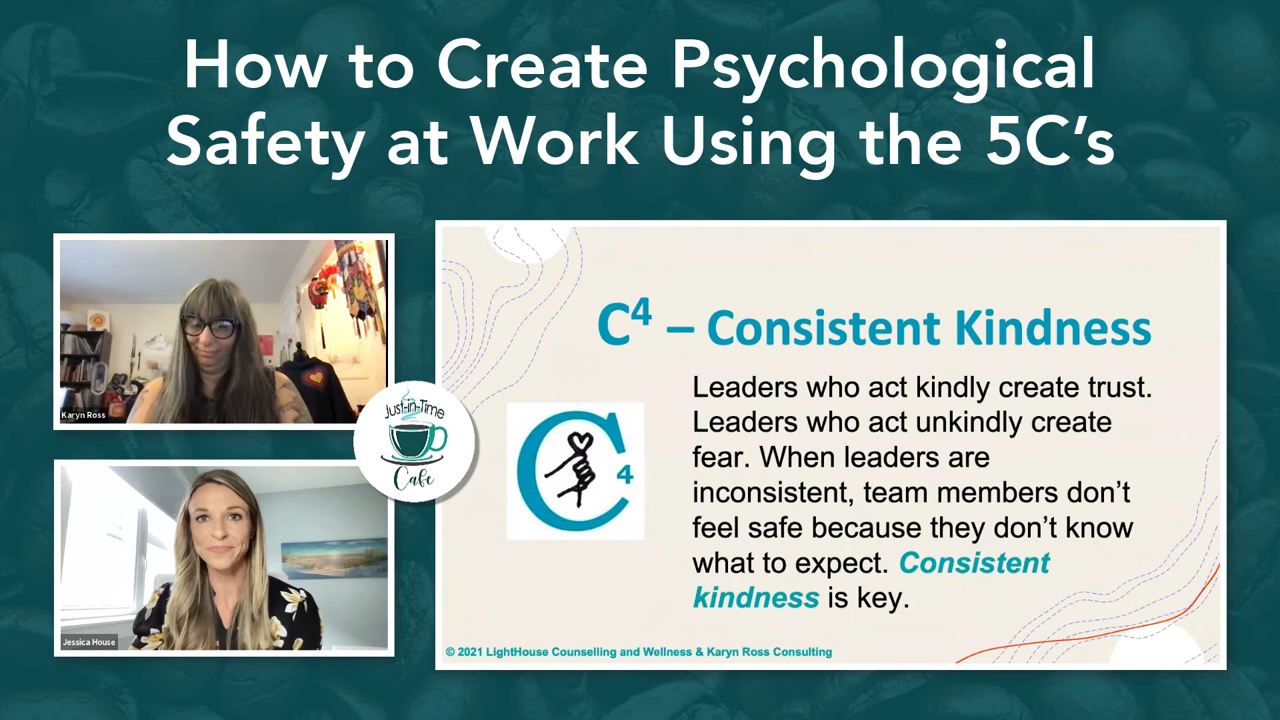 How to Create Psychological
Safety at Work Using the 5C’s
Karyn Ross
Just-in-Time
Cafe
Jessica House
C⁴ – Consistent Kindness
C
4
Leaders who act kindly create trust.
Leaders who act unkindly create
fear. When leaders are
inconsistent, team members don’t
feel safe because they don’t know
what to expect. Consistent
kindness is key.
© 2021 LightHouse Counselling and Wellness & Karyn Ross Consulting